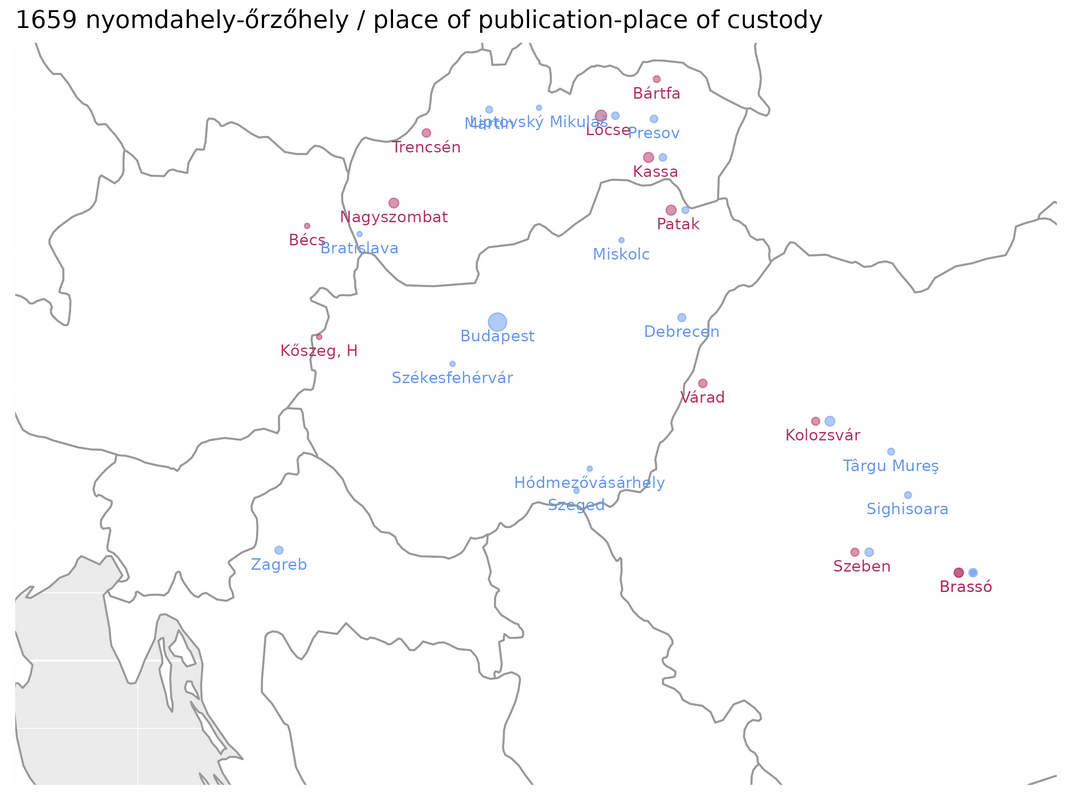 1659 nyomdahely-őrzőhely / place of publication-place of custody
Bártfa
Martin
Liptovský Mikuláš
Lőcse
Presov
Trencsén
Kassa
Nagyszombat
Patak
Bécs
Bratislava
Miskolc
Budapest
Debrecen
Kőszeg, H
Székesfehérvár
Várad
Kolozsvár
Târgu Mureş
Hódmezővásárhely
Szeged
Sighisoara
Zagreb
Szeben
Brassó